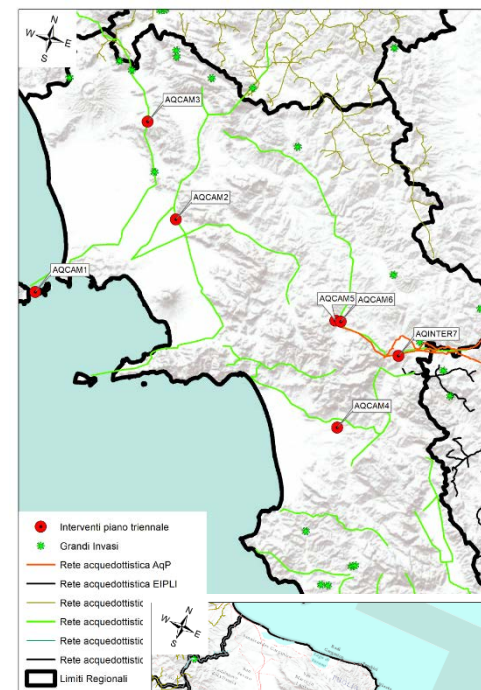 N
W
E
S
AQCAM3
AQCAM2
AQCAM1
AQCAM5
AQCAM6
AQINTER7
AQCAM4
Interventi piano triennale
Grandi Invasi
Rete acquedottistica AqP
Rete acquedottistica EIPLI
Rete acquedottistic
Rete acquedottistic
Rete acquedottistic
Rete acquedottistic
Limiti Regionali
N
W
E
S